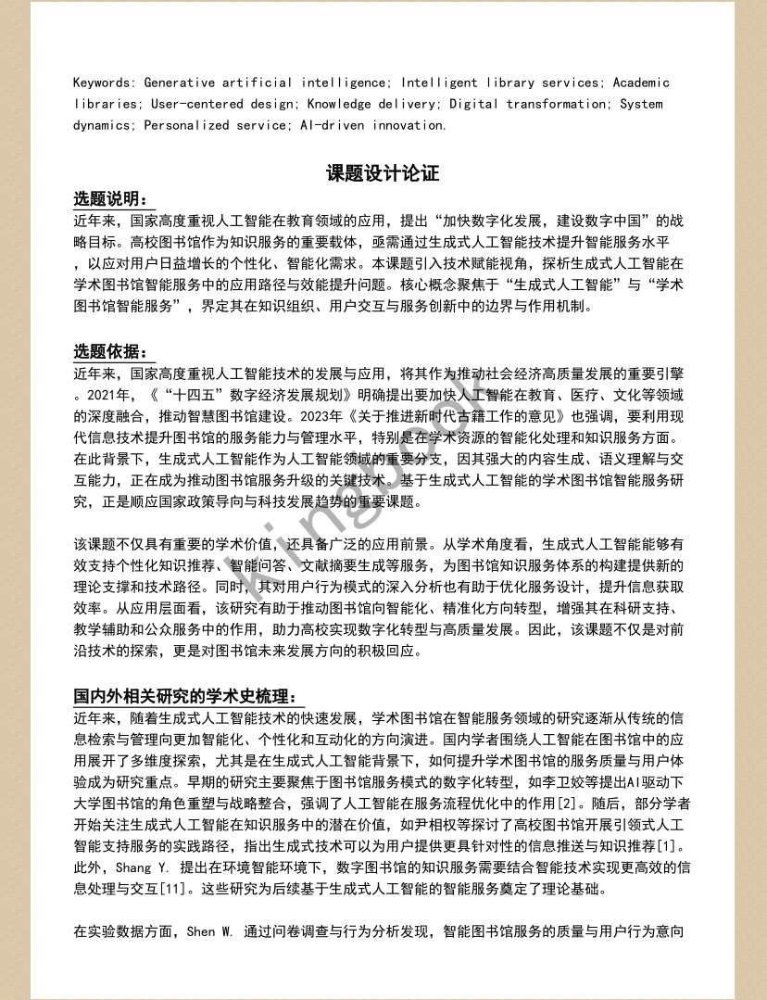 Keywords: Generative artificial intelligence; Intelligent library services; Academic
libraries; User-centered design; Knowledge delivery; Digital transformation; System
dynamics; Personalized service; AI-driven innovation.
课题设计论证
选题说明：
近年来，国家高度重视人工智能在教育领域的应用，提出“加快数字化发展，建设数字中国”的战
略目标。高校图书馆作为知识服务的重要载体，亟需通过生成式人工智能技术提升智能服务水平
，以应对用户日益增长的个性化、智能化需求。本课题引入技术赋能视角，探析生成式人工智能在
学术图书馆智能服务中的应用路径与效能提升问题。核心概念聚焦于“生成式人工智能”与“学术
图书馆智能服务”，界定其在知识组织、用户交互与服务创新中的边界与作用机制。
选题依据：
近年来，国家高度重视人工智能技术的发展与应用，将其作为推动社会经济高质量发展的重要引擎
。2021年，《“十四五”数字经济发展规划》明确提出要加快人工智能在教育、医疗、文化等领域
的深度融合，推动智慧图书馆建设。2023年《关于推进新时代古籍工作的意见》也强调，要利用现
代信息技术提升图书馆的服务能力与管理水平，特别是在学术资源的智能化处理和知识服务方面。
在此背景下，生成式人工智能作为人工智能领域的重要分支，因其强大的内容生成、语义理解与交
互能力，正在成为推动图书馆服务升级的关键技术。基于生成式人工智能的学术图书馆智能服务研
究，正是顺应国家政策导向与科技发展趋势的重要课题。
该课题不仅具有重要的学术价值，还具备广泛的应用前景。从学术角度看，生成式人工智能能够有
效支持个性化知识推荐、智能问答、文献摘要生成等服务，为图书馆知识服务体系的构建提供新的
理论支撑和技术路径。同时，其对用户行为模式的深入分析也有助于优化服务设计，提升信息获取
效率。从应用层面看，该研究有助于推动图书馆向智能化、精准化方向转型，增强其在科研支持、
教学辅助和公众服务中的作用，助力高校实现数字化转型与高质量发展。因此，该课题不仅是对前
沿技术的探索，更是对图书馆未来发展方向的积极回应。
国内外相关研究的学术史梳理：
近年来，随着生成式人工智能技术的快速发展，学术图书馆在智能服务领域的研究逐渐从传统的信
息检索与管理向更加智能化、个性化和互动化的方向演进。国内学者围绕人工智能在图书馆中的应
用展开了多维度探索，尤其是在生成式人工智能背景下，如何提升学术图书馆的服务质量与用户体
验成为研究重点。早期的研究主要聚焦于图书馆服务模式的数字化转型，如李卫姣等提出AI驱动下
大学图书馆的角色重塑与战略整合，强调了人工智能在服务流程优化中的作用[2]。随后，部分学者
开始关注生成式人工智能在知识服务中的潜在价值，如尹相权等探讨了高校图书馆开展引领式人工
智能支持服务的实践路径，指出生成式技术可以为用户提供更具针对性的信息推送与知识推荐[1]。
此外，Shang Y. 提出在环境智能环境下，数字图书馆的知识服务需要结合智能技术实现更高效的信
息处理与交互[11]。这些研究为后续基于生成式人工智能的智能服务奠定了理论基础。
在实验数据方面，Shen W. 通过问卷调查与行为分析发现，智能图书馆服务的质量与用户行为意向
kingbook